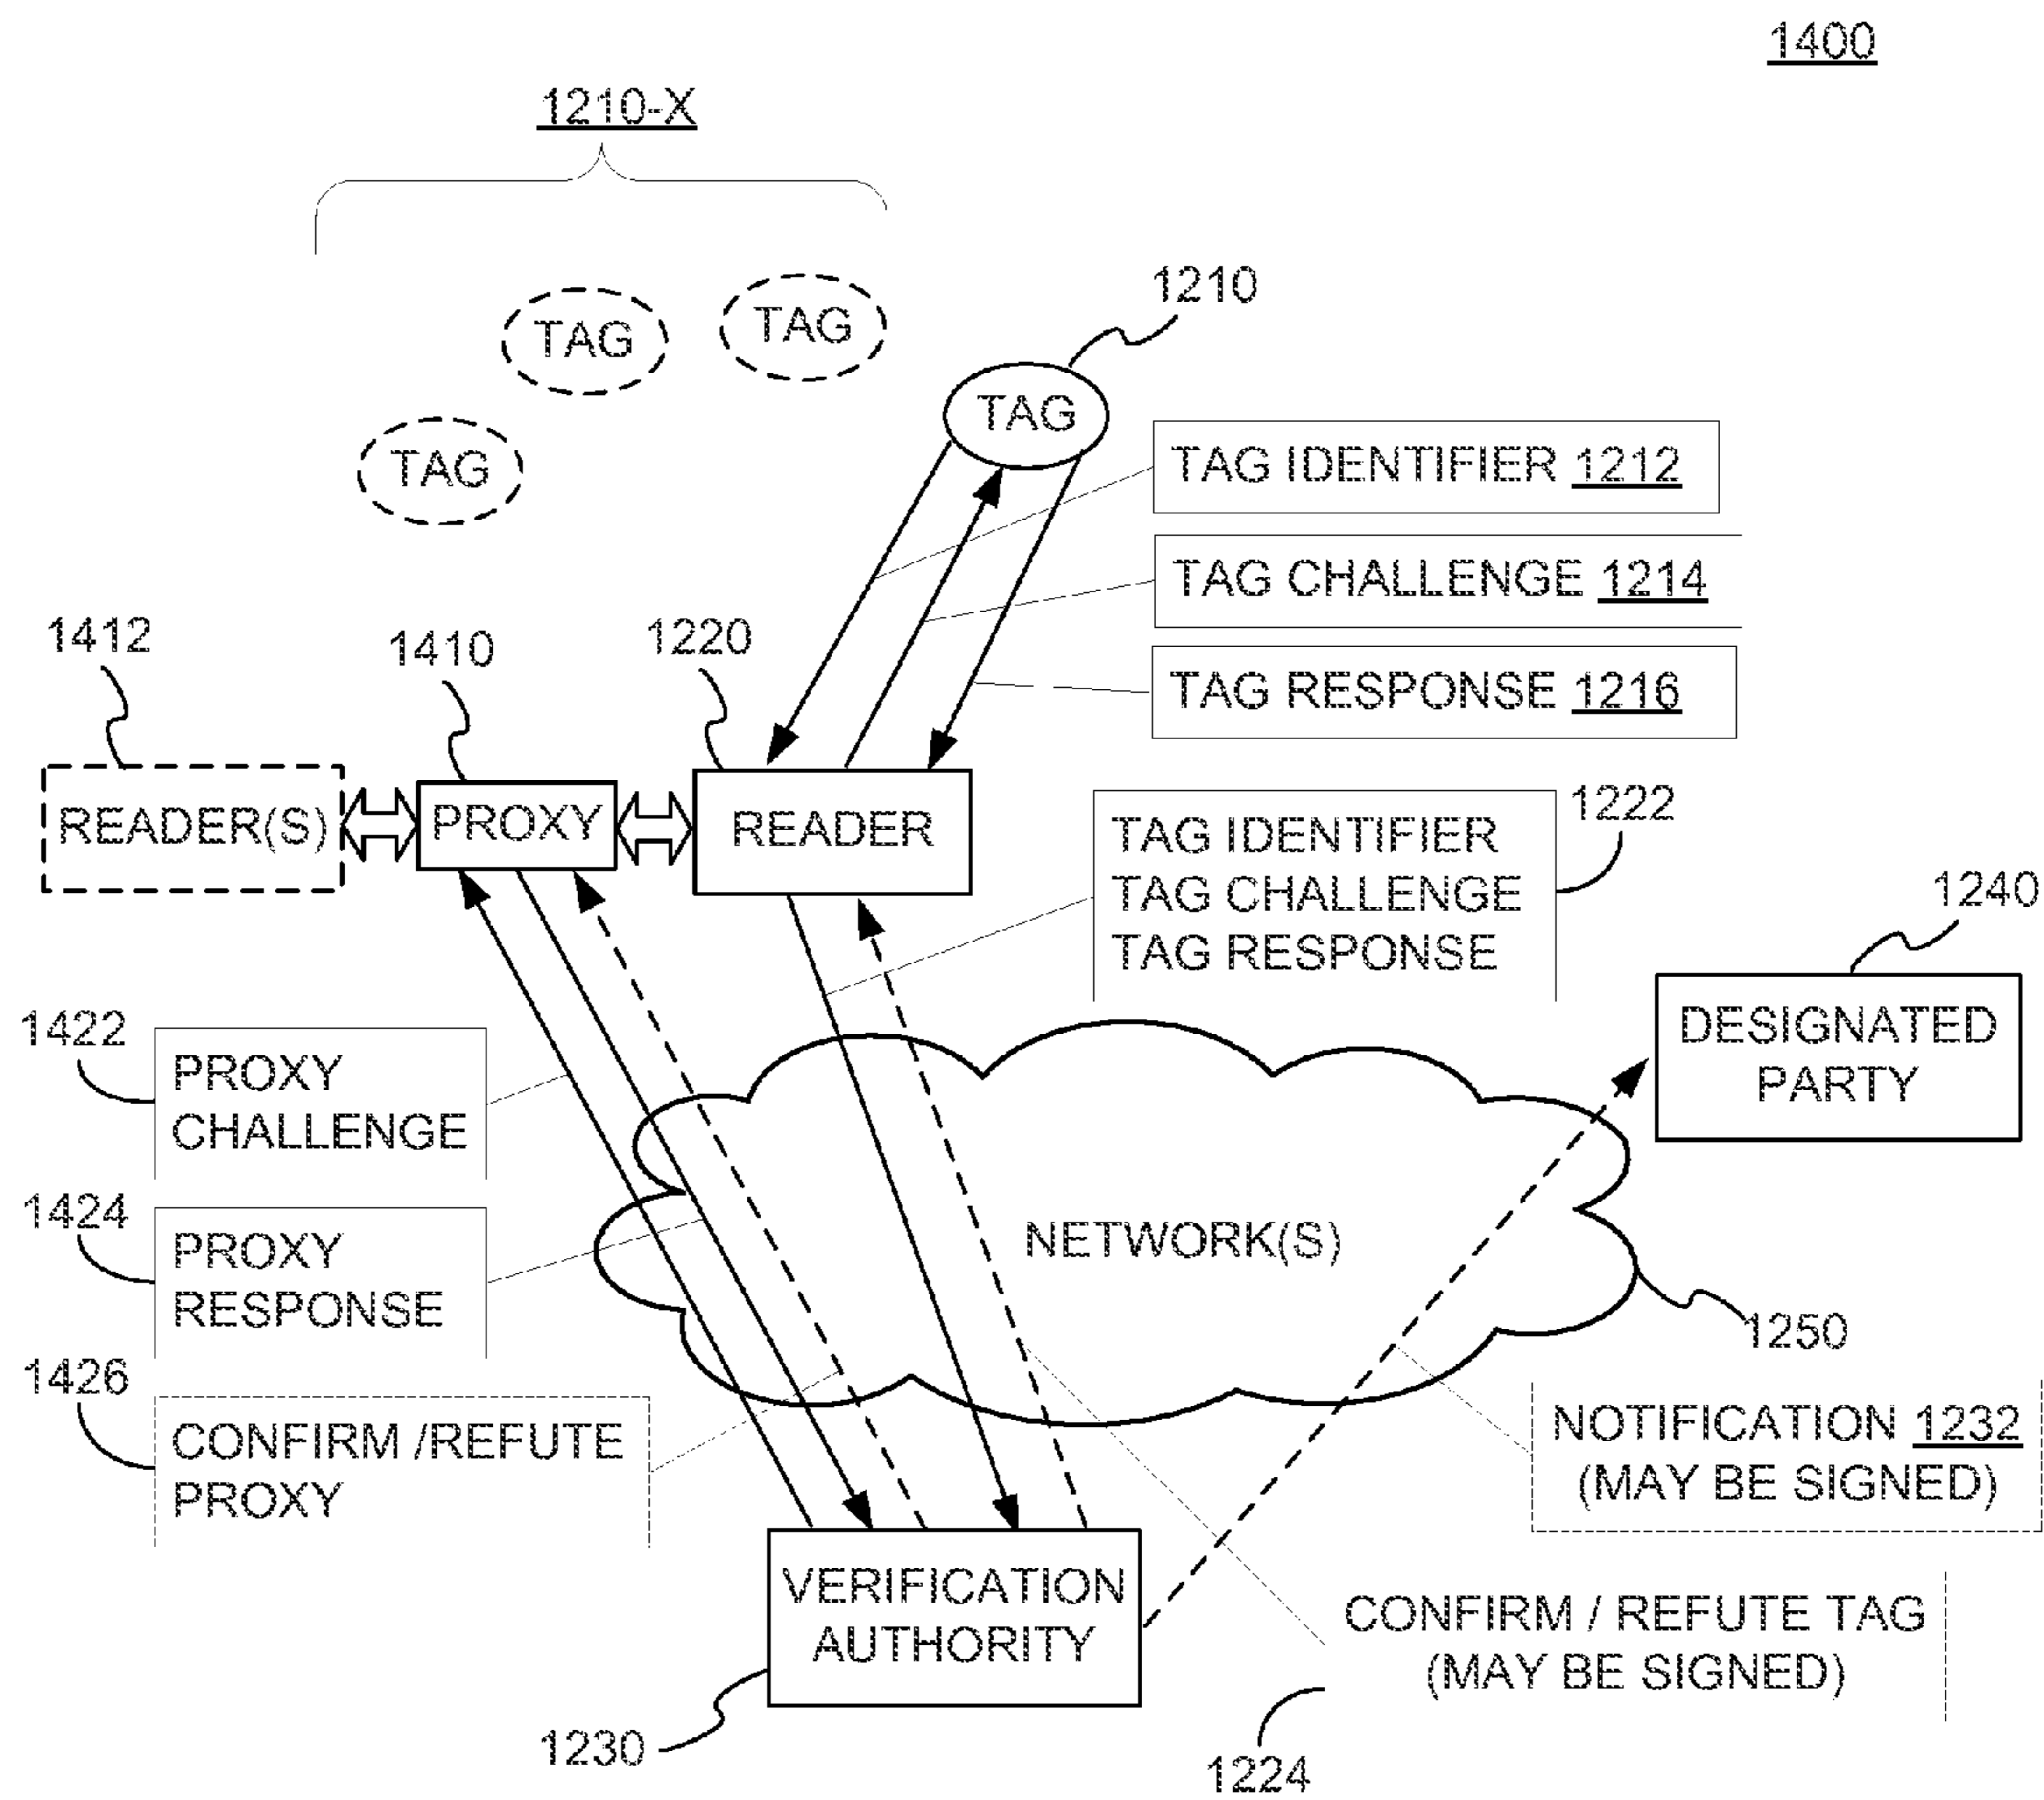 1400
1210-X
1210
TAG
TAG
TAG
TAG
TAG IDENTIFIER 1212
TAG CHALLENGE 1214
TAG RESPONSE 1216
1412
1410
1220
READER(S)
PROXY
READER
TAG IDENTIFIER
TAG CHALLENGE
TAG RESPONSE
1222
1240
DESIGNATED
PARTY
1422
PROXY
CHALLENGE
1424
PROXY
RESPONSE
NETWORK(S)
1250
1426
CONFIRM /REFUTE
PROXY
NOTIFICATION 1232
(MAY BE SIGNED)
VERIFICATION
AUTHORITY
CONFIRM / REFUTE TAG
(MAY BE SIGNED)
1230
1224